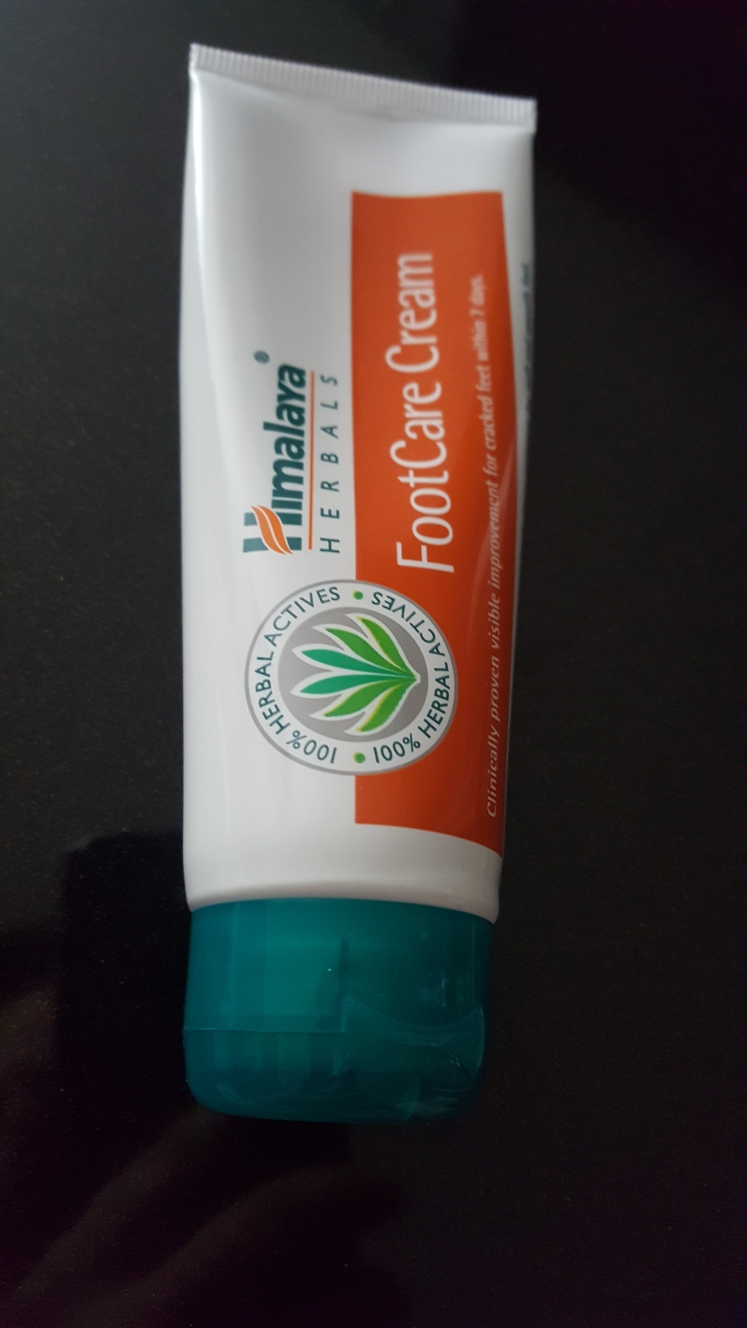 Himalaya®
HERBALS
100% HERBAL ACTIVES • 100% HERBAL ACTIVES •
FootCare Cream
Clinically proven visible improvement for cracked feet within 7 days.